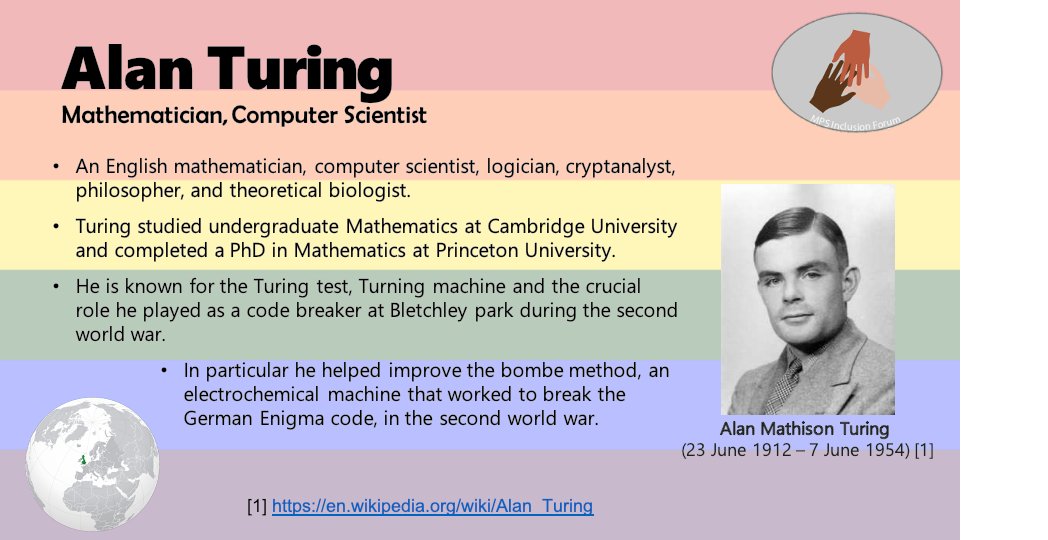 Alan Turing
Mathematician, Computer Scientist
MPS Inclusion Forum
• An English mathematician, computer scientist, logician, cryptanalyst,
philosopher, and theoretical biologist.
• Turing studied undergraduate Mathematics at Cambridge University
and completed a PhD in Mathematics at Princeton University.
• He is known for the Turing test, Turning machine and the crucial
role he played as a code breaker at Bletchley park during the second
world war.
• In particular he helped improve the bombe method, an
electrochemical machine that worked to break the
German Enigma code, in the second world war.
Alan Mathison Turing
(23 June 1912 – 7 June 1954) [1]
[1] https://en.wikipedia.org/wiki/Alan_Turing